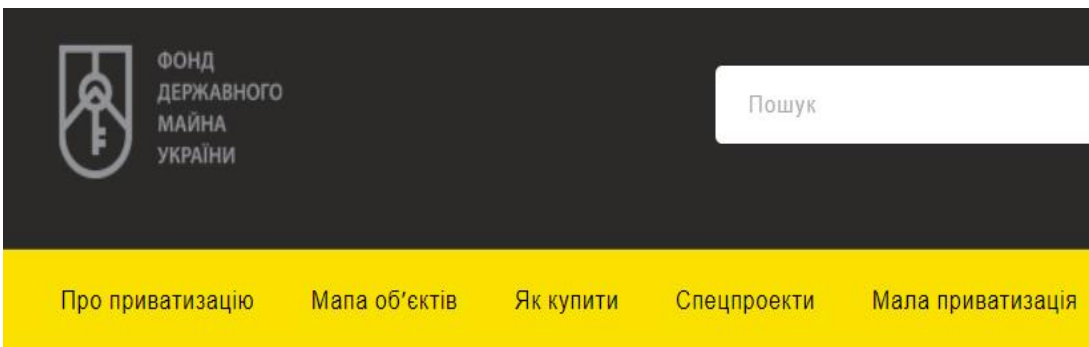 ФОНД
ДЕРЖАВНОГО
МАЙНА
УКРАЇНИ
Пошук
Про приватизацію Мапа об’єктів Як купити Спецпроекти Мала приватизація